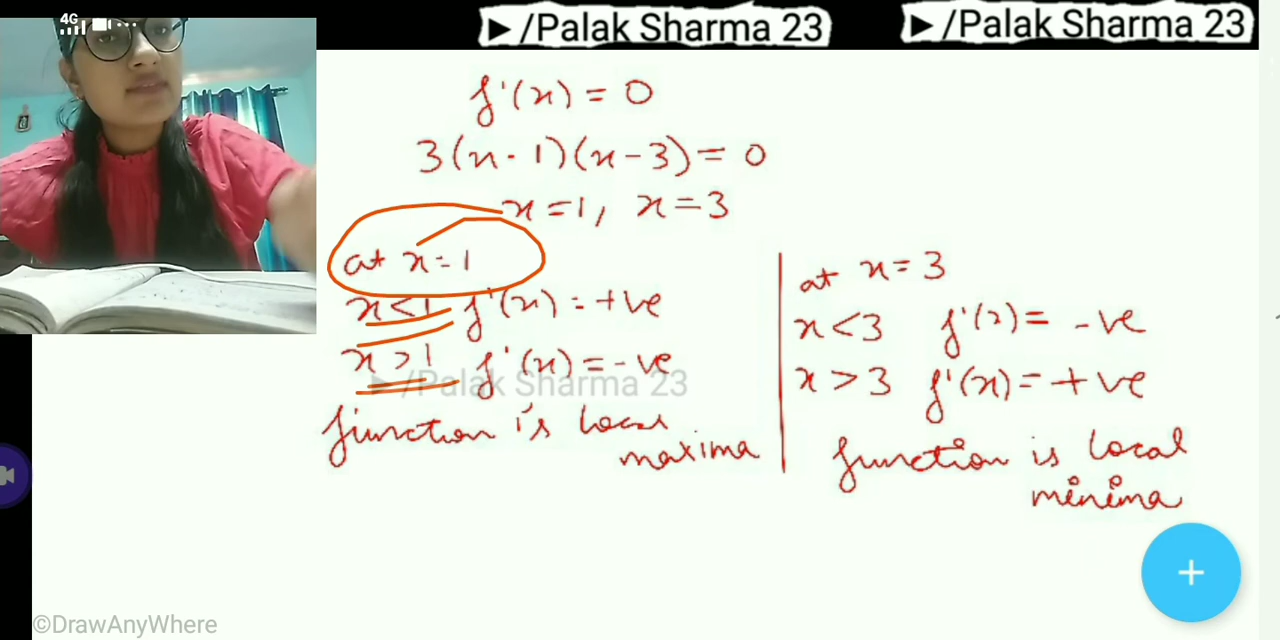 4G
▶ /Palak Sharma 23 ▶ /Palak Sharma 23
f'(x) = 0
3(x - 1)(x - 3) = 0
x = 1, x = 3
at x = 1
x < 1 f'(x) = +ve
x > 1 f'(x) = -ve
▶ /Palak Sharma 23
function is local
maxima
at x = 3
x < 3 f'(x) = -ve
x > 3 f'(x) = +ve
function is local
minima
+
©DrawAnyWhere